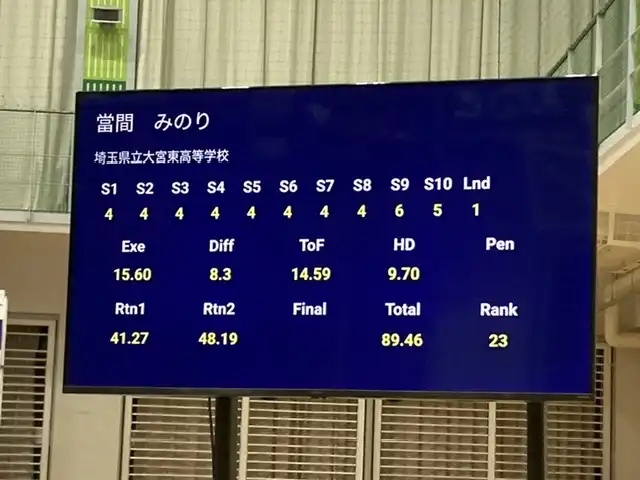 當間 みのり
埼玉県立大宮東高等学校
S1 S2 S3 S4 S5 S6 S7 S8 S9 S10 Lnd
4 4 4 4 4 4 4 4 6 5 1
Exe Diff ToF HD Pen
15.60 8.3 14.59 9.70
Rtn1 Rtn2 Final Total Rank
41.27 48.19 89.46 23